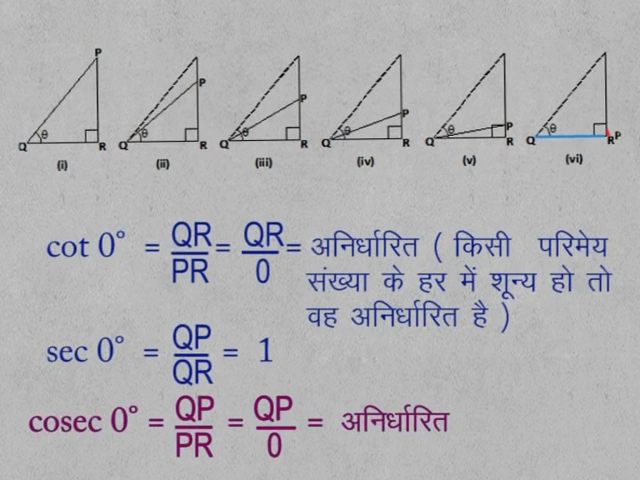 P P P P P P
Q θ R Q θ R Q θ R Q θ R Q θ R Q θ R
(i) (ii) (iii) (iv) (v) (vi)
cot 0° = QR/PR = QR/0 = अनिर्धारित ( किसी परिमेय
संख्या के हर में शून्य हो तो
वह अनिर्धारित है )
sec 0° = QP/QR = 1
cosec 0° = QP/PR = QP/0 = अनिर्धारित